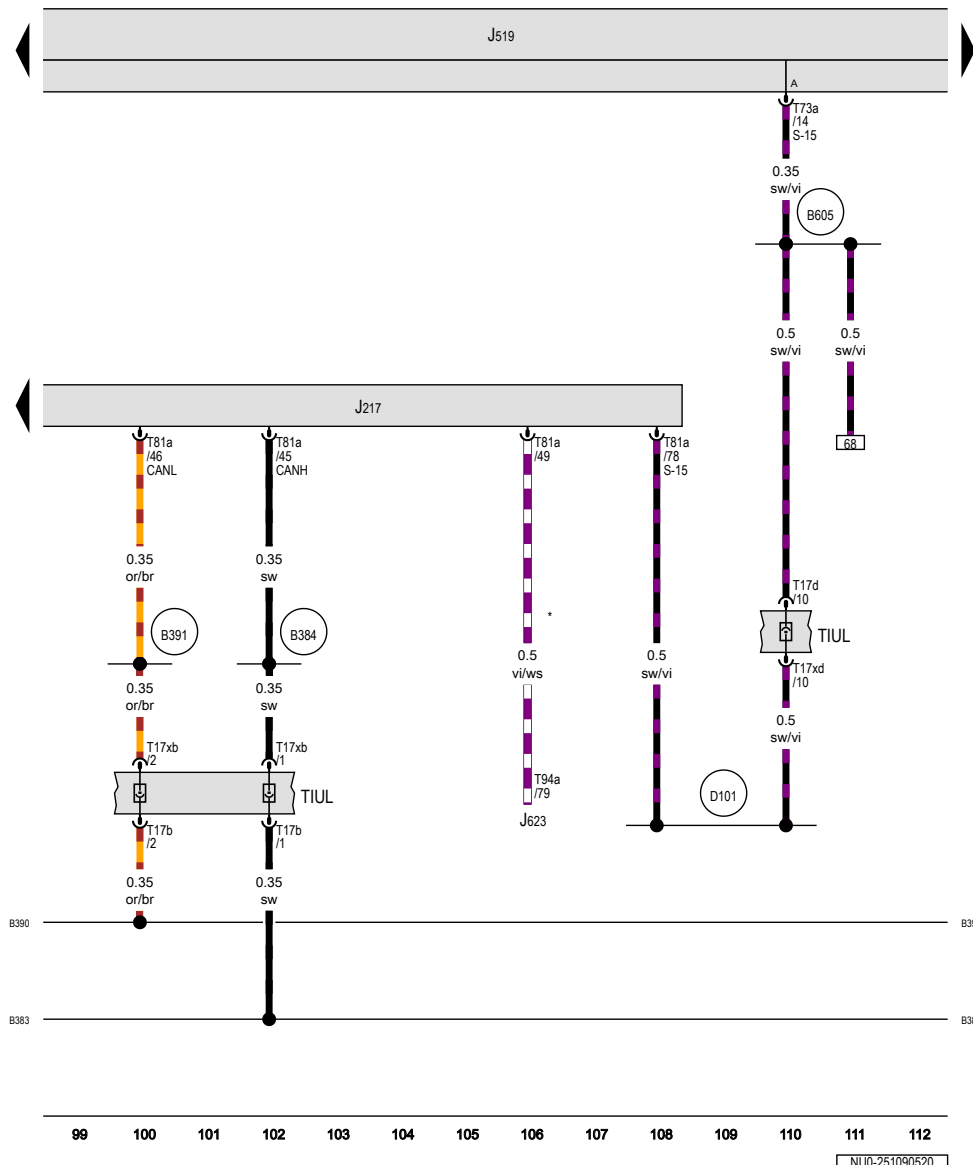 J519
A
T73a
/14
S-15
0.35
sw/vi
B605
0.5
sw/vi
0.5
sw/vi
68
J217
T81a
/46
CANL
T81a
/45
CANH
T81a
/49
T81a
/78
S-15
0.35
or/br
0.35
sw
B391
B384
*
T17d
/10
TIUL
0.5
vi/ws
0.5
sw/vi
T17xd
/10
0.35
or/br
0.35
sw
0.5
sw/vi
T17xb
/2
T17xb
/1
TIUL
T94a
/79
J623
D101
T17b
/2
T17b
/1
0.35
or/br
0.35
sw
B390
B383
99 100 101 102 103 104 105 106 107 108 109 110 111 112
NU0-251090520